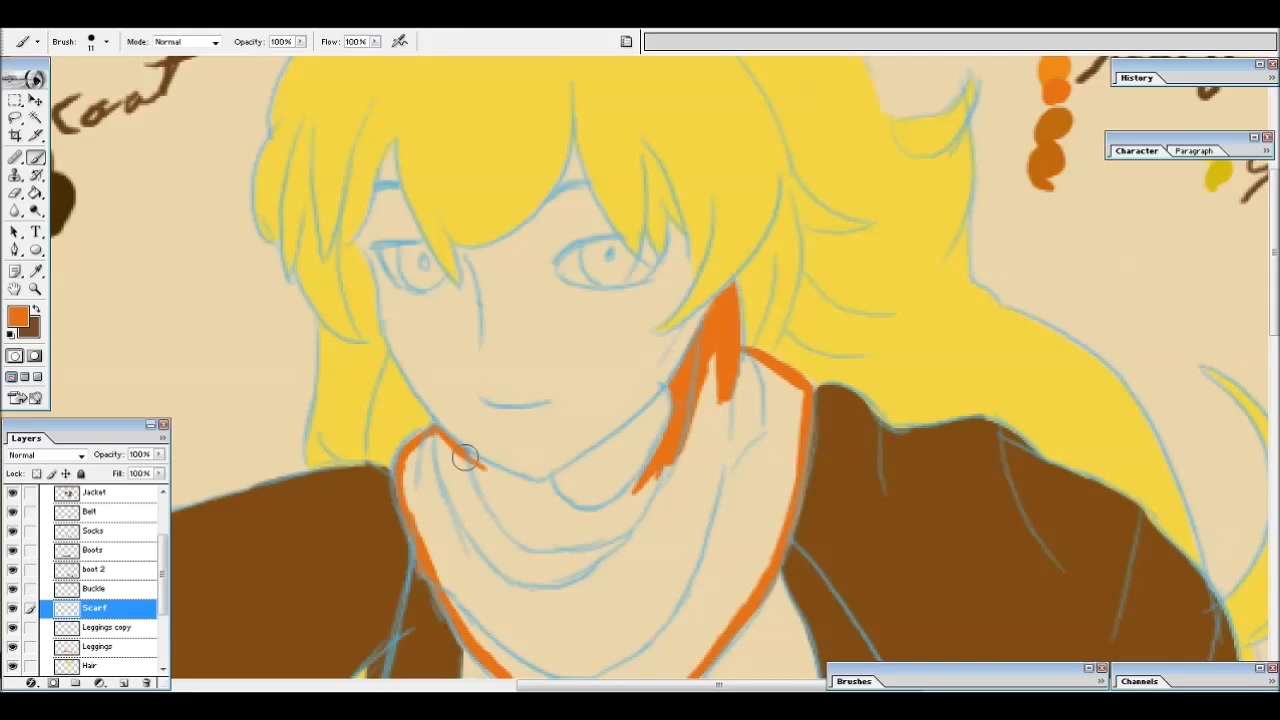 Brush: 11 Mode: Normal Opacity: 100% Flow: 100%
History
Coat
Character Paragraph
Layers
Normal Opacity: 100%
Lock: Fill: 100%
Jacket
Belt
Socks
Boots
boot 2
Buckle
Scarf
Leggings copy
Leggings
Hair
Brushes
Channels